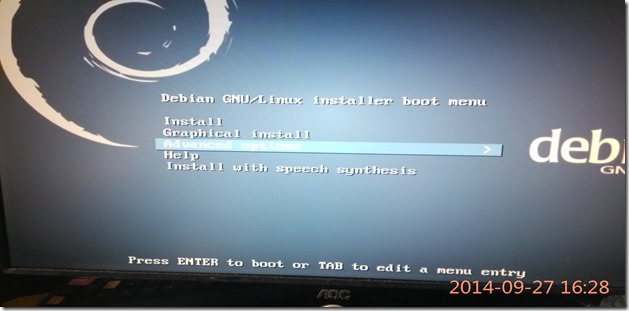 Debian GNU/Linux installer boot menu
Install
Graphical install
Advanced options >
Help
Install with speech synthesis
deb
GN
Press ENTER to boot or TAB to edit a menu entry
AOC
2014-09-27 16:28